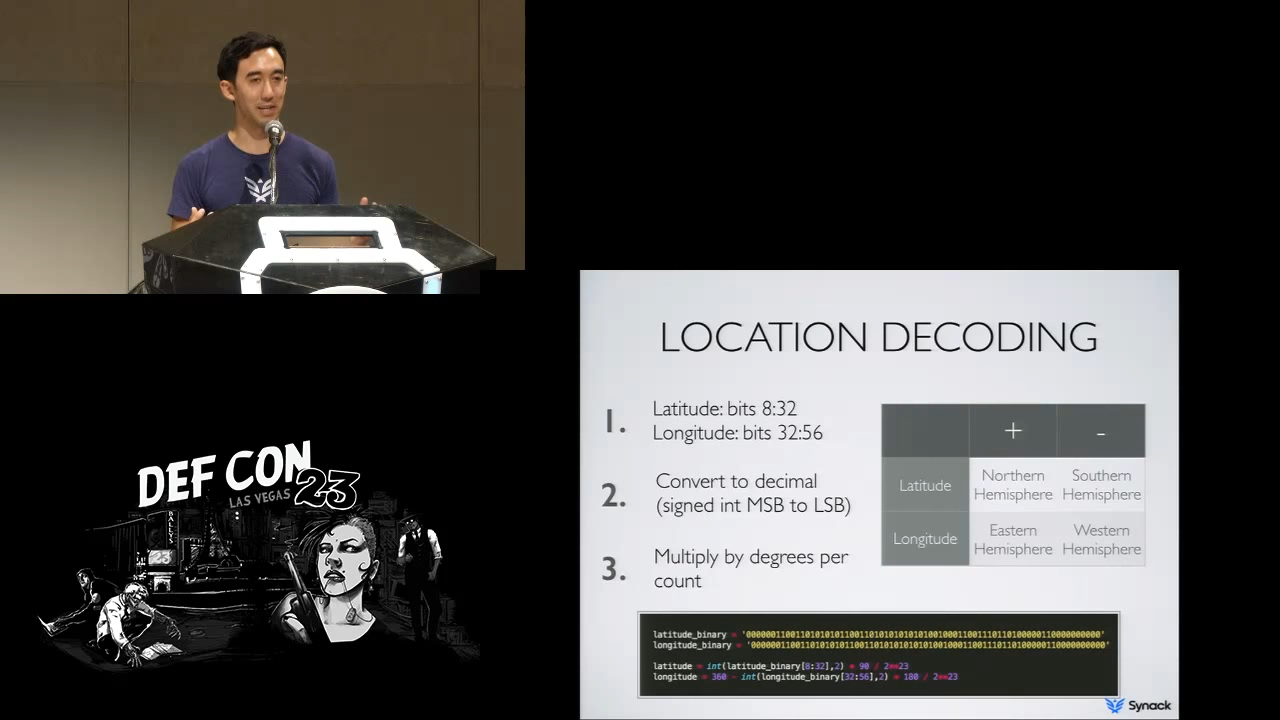 LOCATION DECODING
1.
Latitude: bits 8:32
Longitude: bits 32:56
2.
Convert to decimal
(signed int MSB to LSB)
3.
Multiply by degrees per
count
+ -
Latitude Northern Hemisphere Southern Hemisphere
Longitude Eastern Hemisphere Western Hemisphere
latitude = int(latitude_binary[8:32],2) * 90 / 2**23
longitude = 360 - int(longitude_binary[32:56],2) * 180 / 2**23
Synack
DEF CON 23
LAS VEGAS
BALLYS